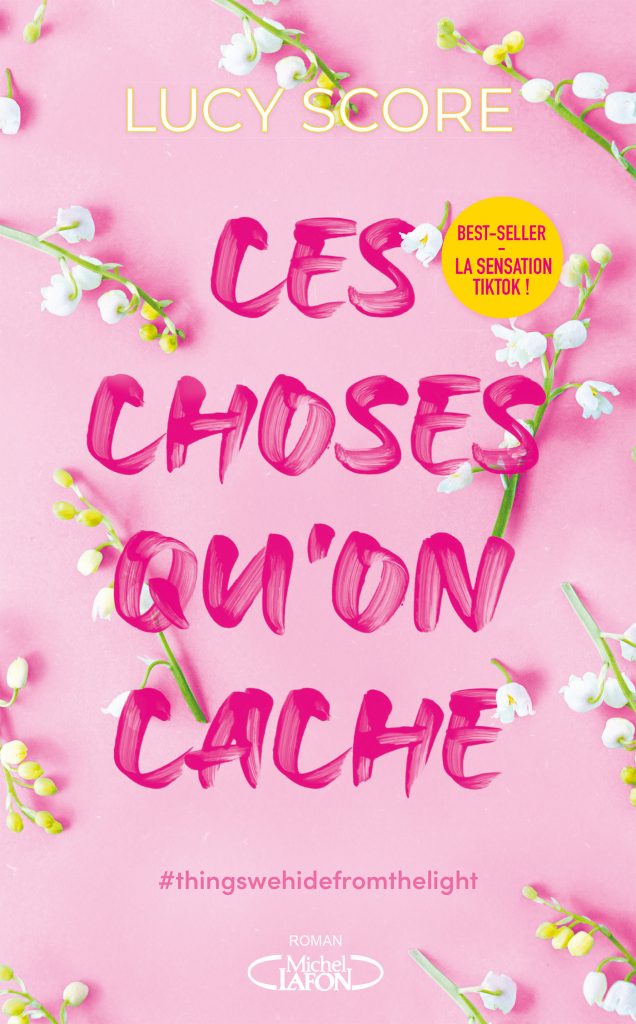 LUCY SCORE
BEST-SELLER
-
LA SENSATION
TIKTOK !
CES
CHOSES
QU'ON
CACHE
#thingswehidefromthelight
ROMAN
Michel
LAFON